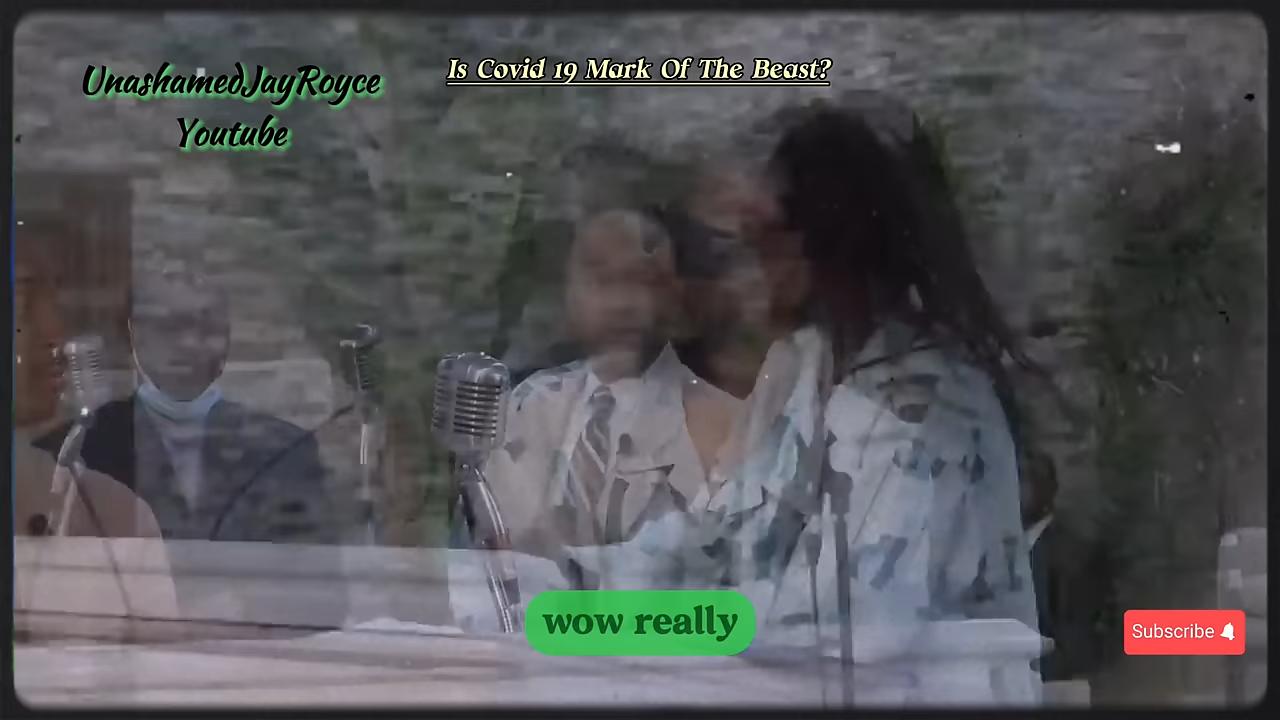 UnashamedJayRoyce
Youtube
Is Covid 19 Mark Of The Beast?
wow really
Subscribe